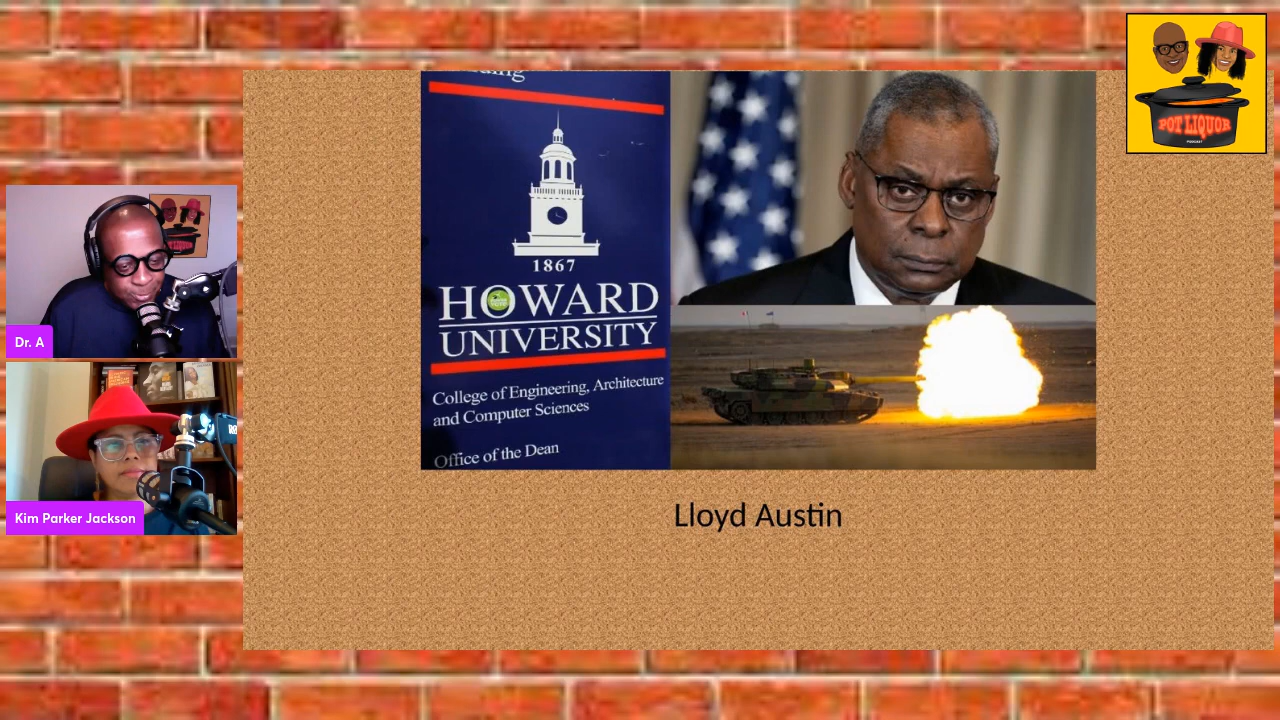 POT LIQUOR
PODCAST
1867
HOWARD
UNIVERSITY
College of Engineering, Architecture
and Computer Sciences
Office of the Dean
Dr. A
Kim Parker Jackson
Lloyd Austin